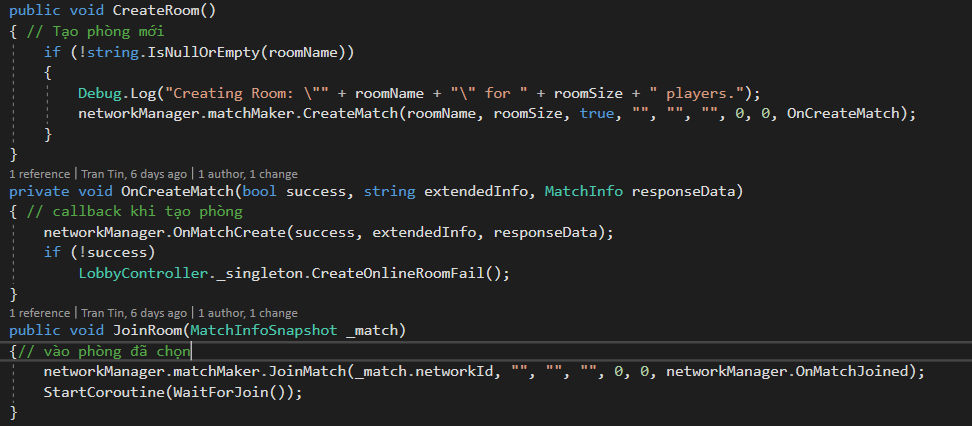 public void CreateRoom()
{ // Tạo phòng mới
if (!string.IsNullOrEmpty(roomName))
{
Debug.Log("Creating Room: \"" + roomName + "\" for " + roomSize + " players.");
networkManager.matchMaker.CreateMatch(roomName, roomSize, true, "", "", "", 0, 0, OnCreateMatch);
}
}
1 reference | Tran Tin, 6 days ago | 1 author, 1 change
private void OnCreateMatch(bool success, string extendedInfo, MatchInfo responseData)
{ // callback khi tạo phòng
networkManager.OnMatchCreate(success, extendedInfo, responseData);
if (!success)
LobbyController._singleton.CreateOnlineRoomFail();
}
1 reference | Tran Tin, 6 days ago | 1 author, 1 change
public void JoinRoom(MatchInfoSnapshot _match)
{// vào phòng đã chọn
networkManager.matchMaker.JoinMatch(_match.networkId, "", "", "", 0, 0, networkManager.OnMatchJoined);
StartCoroutine(WaitForJoin());
}